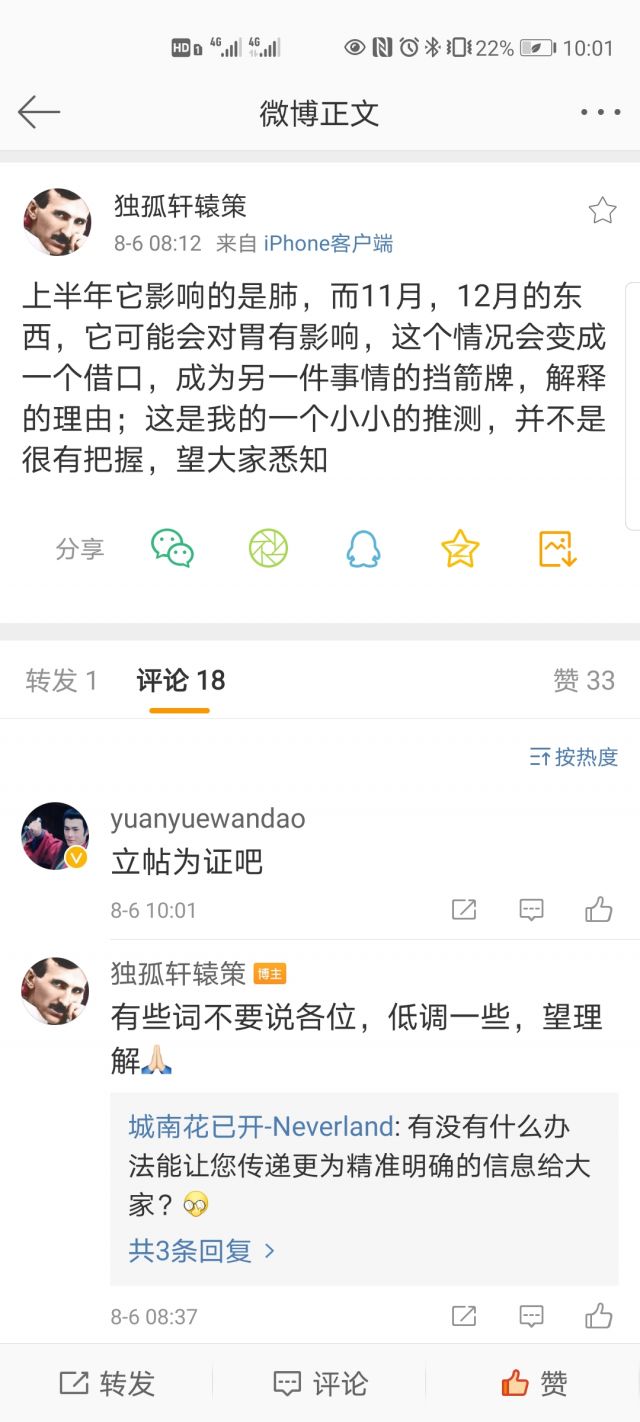 HD 1 4G 4G 22% 10:01
微博正文
独孤轩辕策
8-6 08:12 来自 iPhone客户端
上半年它影响的是肺，而11月，12月的东
西，它可能会对胃有影响，这个情况会变成
一个借口，成为另一件事情的挡箭牌，解释
的理由；这是我的一个小小的推测，并不是
很有把握，望大家悉知
分享
转发 1 评论 18 赞 33
按热度
yuanyuewandao
立帖为证吧
8-6 10:01
独孤轩辕策 博主
有些词不要说各位，低调一些，望理
解🙏🏻
城南花已开-Neverland: 有没有什么办
法能让您传递更为精准明确的信息给大
家？
共3条回复 >
8-6 08:37
转发 评论 赞